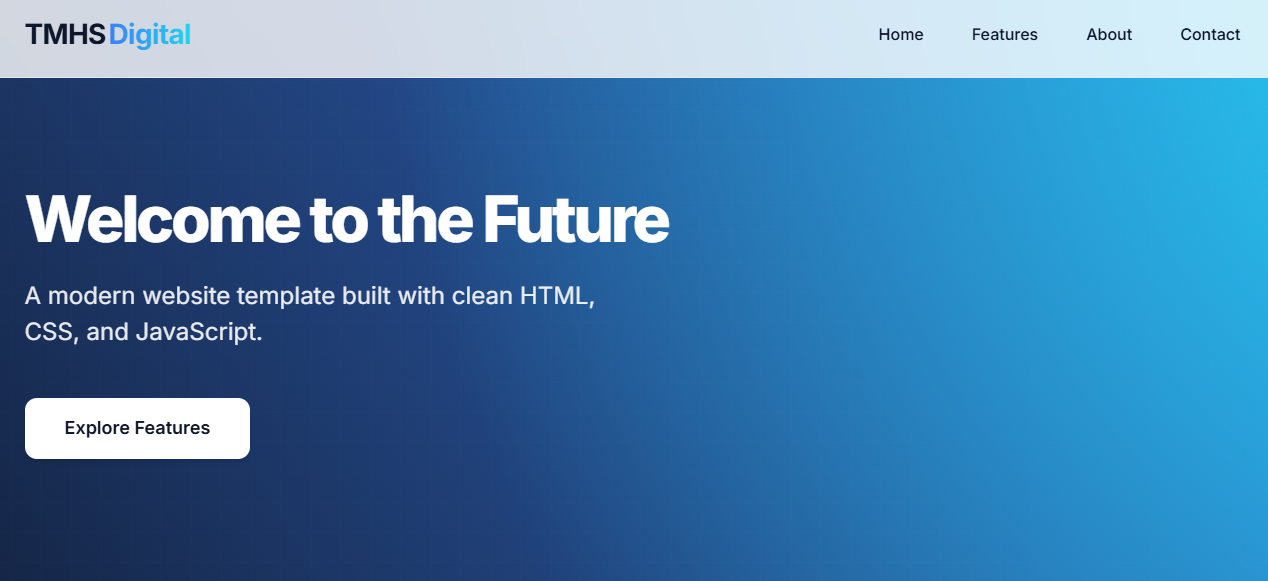 TMHS Digital
Home Features About Contact
Welcome to the Future
A modern website template built with clean HTML,
CSS, and JavaScript.
Explore Features